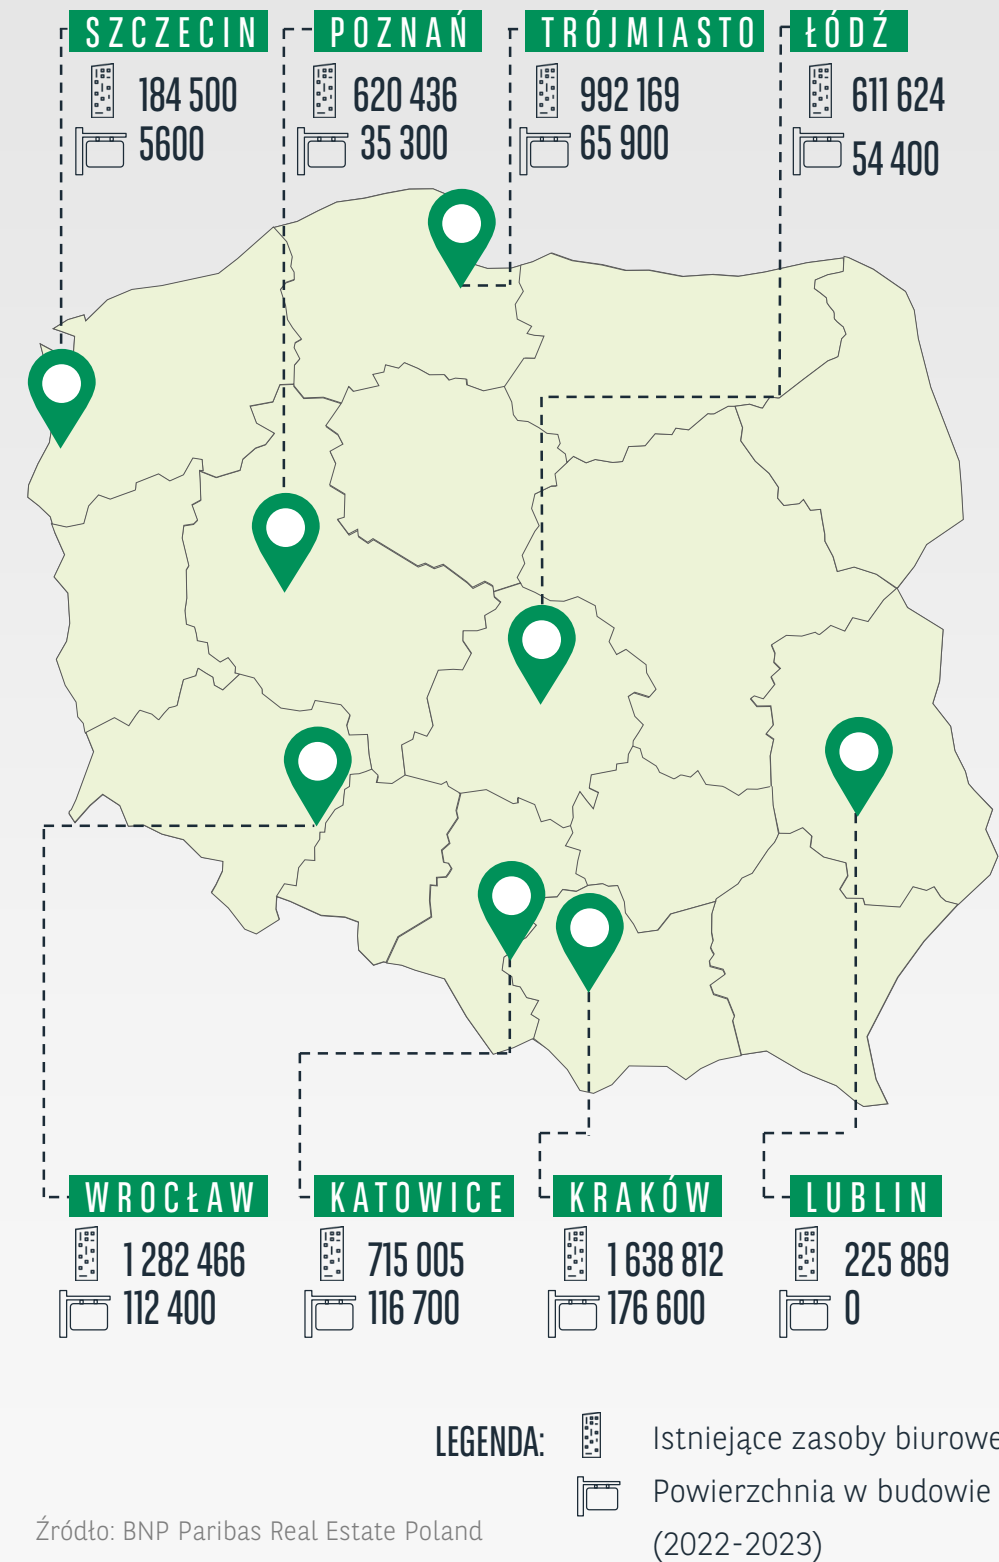 SZCZECIN
184 500
5600
POZNAŃ
620 436
35 300
TRÓJMIASTO
992 169
65 900
ŁÓDŹ
611 624
54 400
WROCŁAW
1 282 466
112 400
KATOWICE
715 005
116 700
KRAKÓW
1 638 812
176 600
LUBLIN
225 869
0
LEGENDA:
Istniejące zasoby biurowe
Powierzchnia w budowie
(2022-2023)
Źródło: BNP Paribas Real Estate Poland